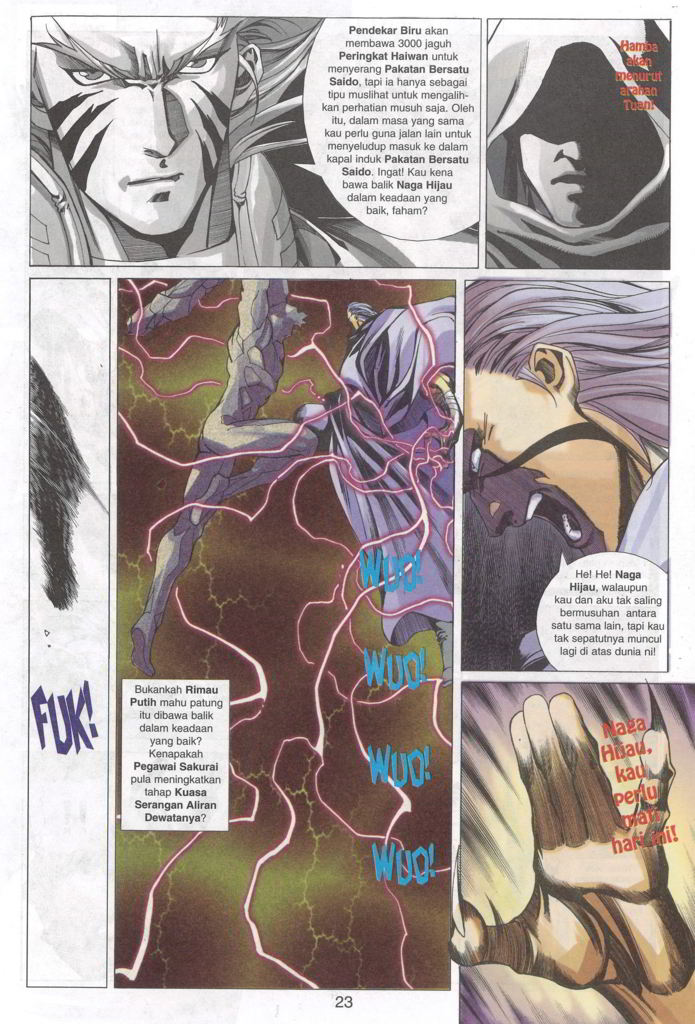 Pendekar Biru akan
membawa 3000 jaguh
Peringkat Haiwan untuk
menyerang Pakatan Bersatu
Saido, tapi ia hanya sebagai
tipu muslihat untuk mengalih-
kan perhatian musuh saja. Oleh
itu, dalam masa yang sama
kau perlu guna jalan lain untuk
menyeludup masuk ke dalam
kapal induk Pakatan Bersatu
Saido. Ingat! Kau kena
bawa balik Naga Hijau
dalam keadaan yang
baik, faham?
Hamba
akan
menurut
arahan
Tuan!
FUK!
WUO!
WUO!
WUO!
WUO!
Bukankah Rimau
Putih mahu patung
itu dibawa balik
dalam keadaan
yang baik?
Kenapakah
Pegawai Sakurai
pula meningkatkan
tahap Kuasa
Serangan Aliran
Dewatanya?
He! He! Naga
Hijau, walaupun
kau dan aku tak saling
bermusuhan antara
satu sama lain, tapi kau
tak sepatutnya muncul
lagi di atas dunia ni!
Naga
Hijau,
kau
perlu
mati
hari ini!
23